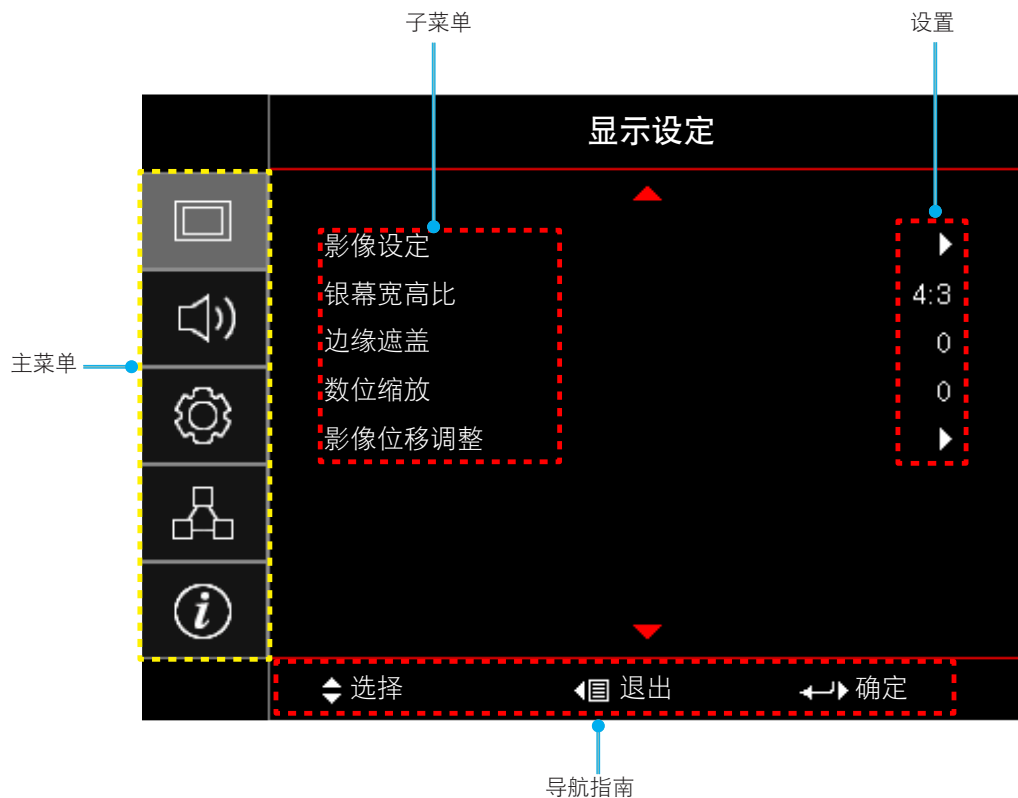 子菜单
设置
显示设定
影像设定
银幕宽高比 4:3
边缘遮盖 0
数位缩放 0
影像位移调整
主菜单
i
选择 退出 确定
导航指南